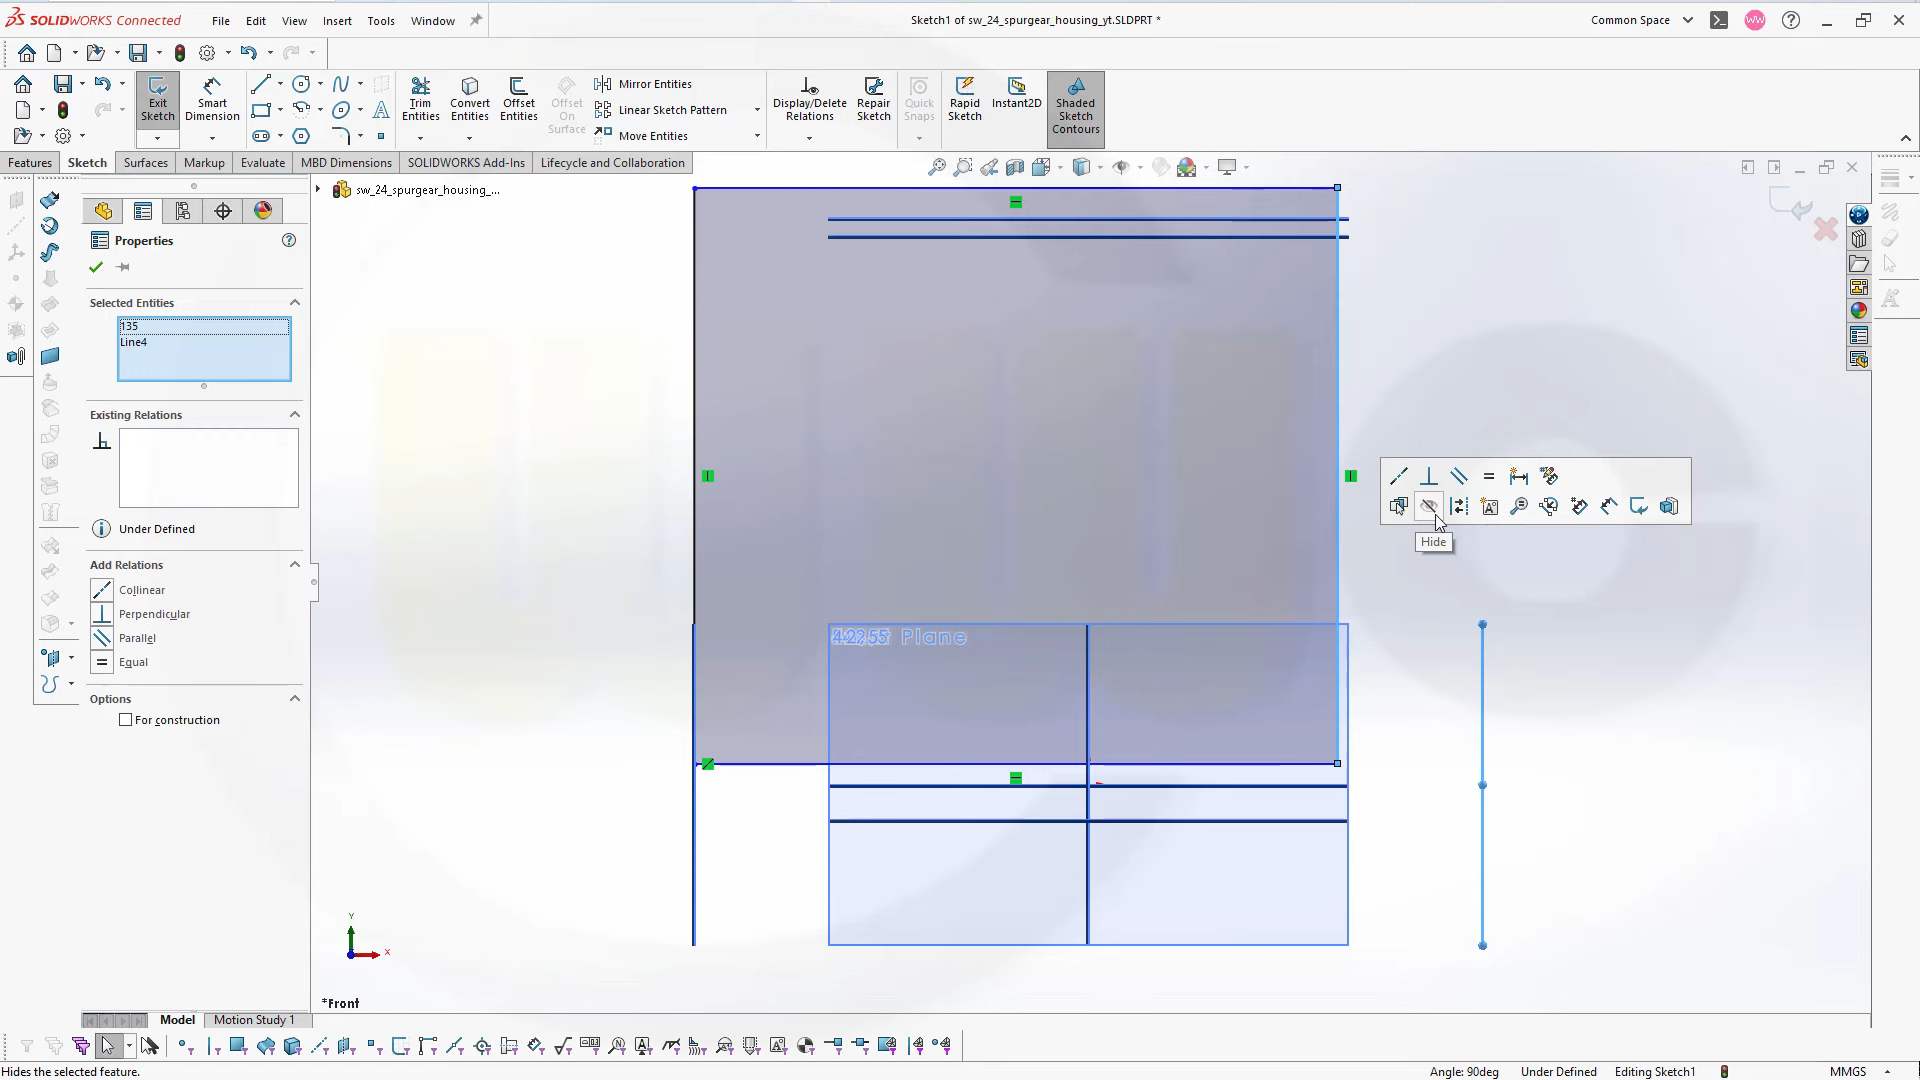 SOLIDWORKS Connected
File Edit View Insert Tools Window
Sketch1 of sw_24_spurgear_housing_yt.SLDPRT *
Common Space
WW
Exit Sketch
Smart Dimension
Trim Entities
Convert Entities
Offset Entities
Offset On Surface
Mirror Entities
Linear Sketch Pattern
Move Entities
Display/Delete Relations
Repair Sketch
Quick Snaps
Rapid Sketch
Instant2D
Shaded Sketch Contours
Features Sketch Surfaces Markup Evaluate MBD Dimensions SOLIDWORKS Add-Ins Lifecycle and Collaboration
sw_24_spurgear_housing_...
Properties
Selected Entities
135
Line4
Existing Relations
Under Defined
Add Relations
Collinear
Perpendicular
Parallel
Equal
Options
For construction
Plane
Hide
Y
X
*Front
Model Motion Study 1
Hides the selected feature.
Angle: 90deg Under Defined Editing Sketch1 MMGS